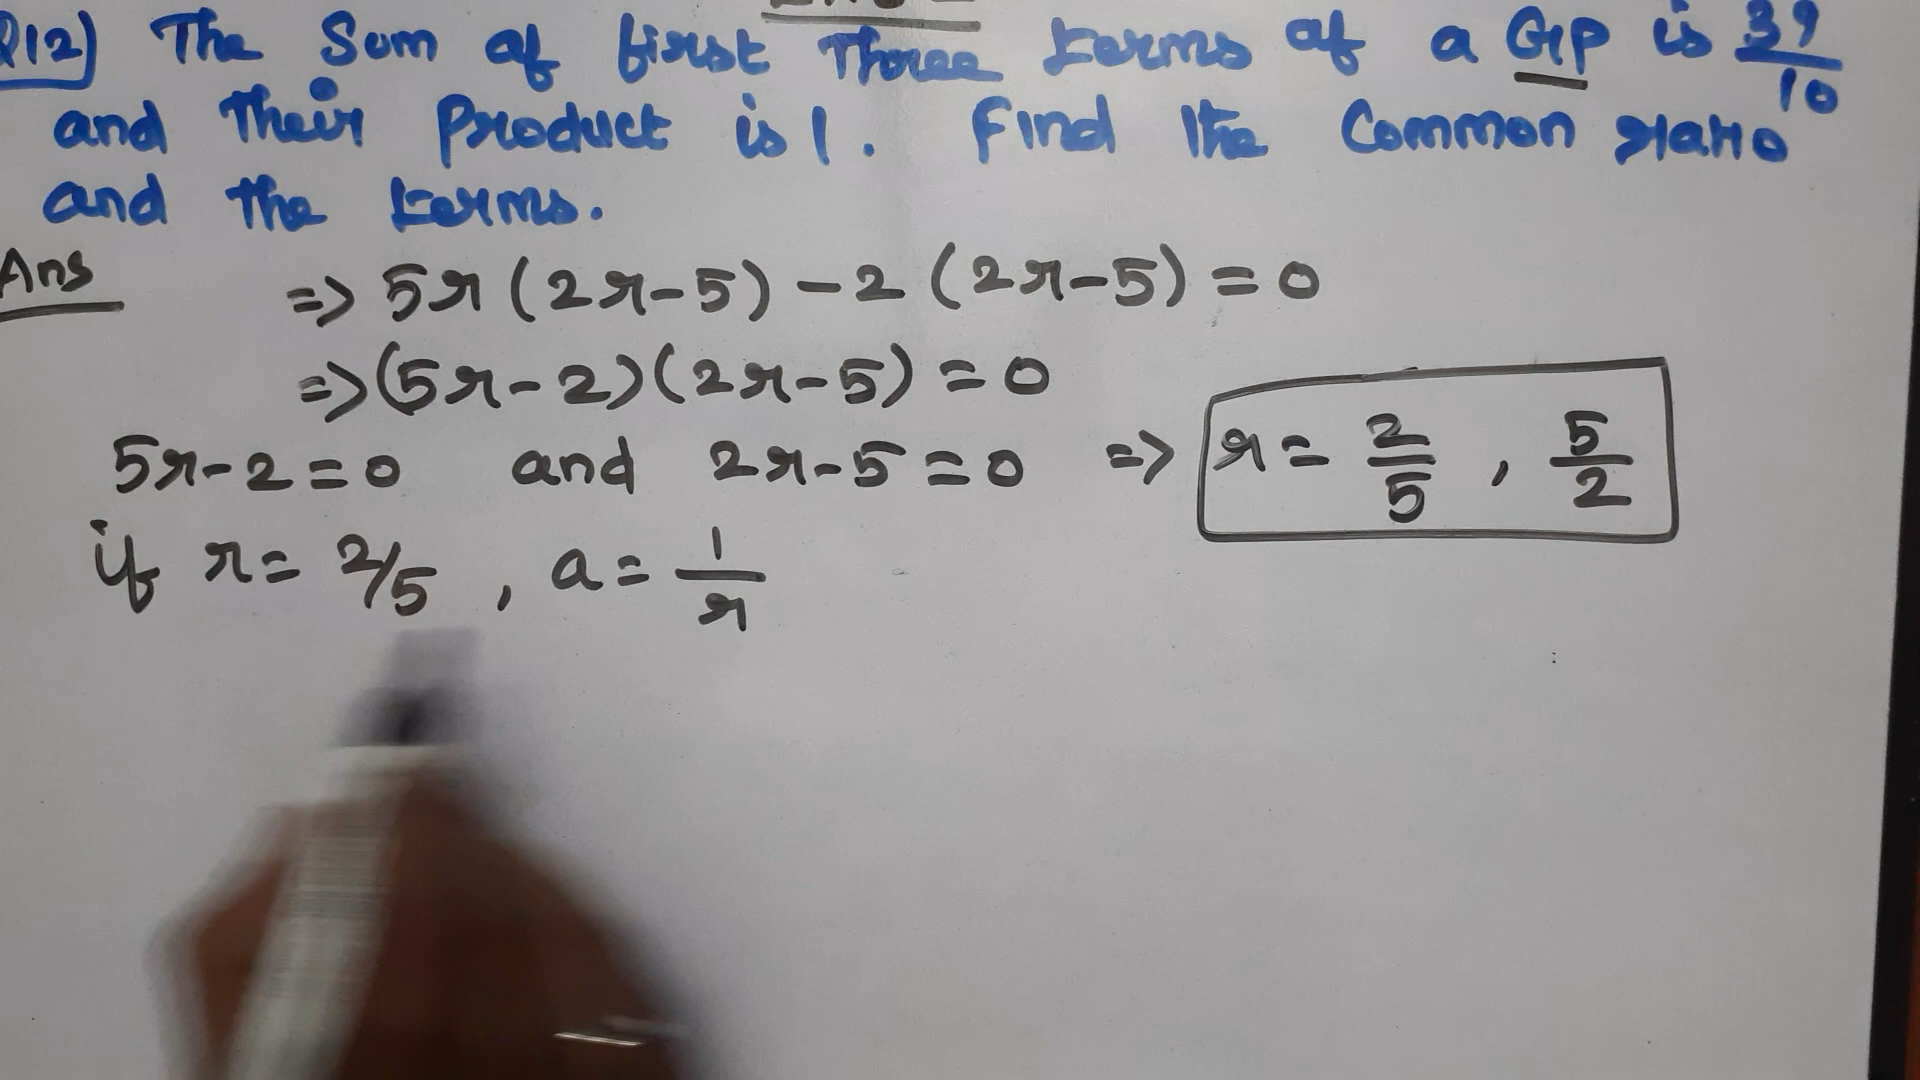 Q12) The Sum of first Three terms of a GP is 39/10
and Their Product is 1. Find the Common ratio
and the terms.
Ans
=> 5r(2r-5) - 2(2r-5) = 0
=> (5r-2)(2r-5) = 0
5r-2=0 and 2r-5=0 => r = 2/5, 5/2
if r = 2/5, a = 1/r